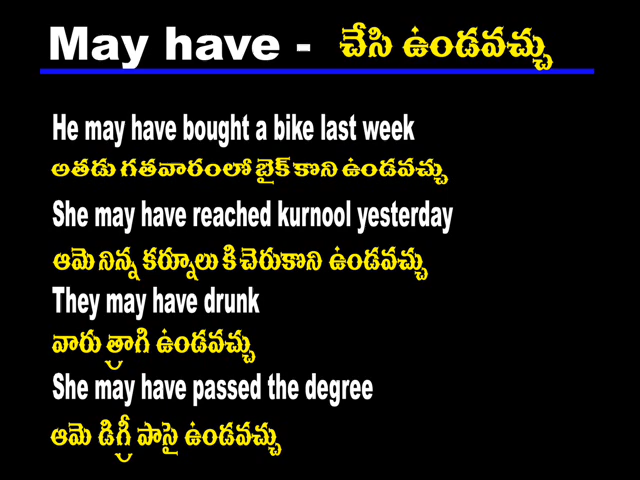 May have - చేసి ఉండవచ్చు
He may have bought a bike last week
అతడు గతవారంలో బైక్ కొని ఉండవచ్చు
She may have reached kurnool yesterday
ఆమె నిన్న కర్నూలు కి చెరుకొని ఉండవచ్చు
They may have drunk
వారు త్రాగి ఉండవచ్చు
She may have passed the degree
ఆమె డిగ్రీ పాసై ఉండవచ్చు